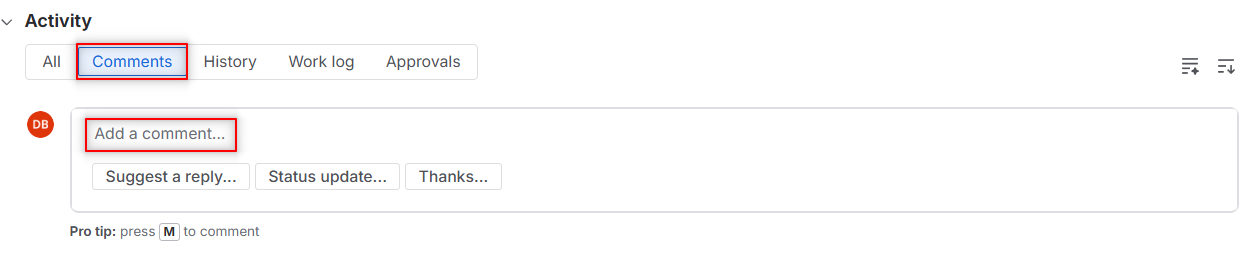 Activity
All Comments History Work log Approvals
DB
Add a comment...
Suggest a reply... Status update... Thanks...
Pro tip: press M to comment